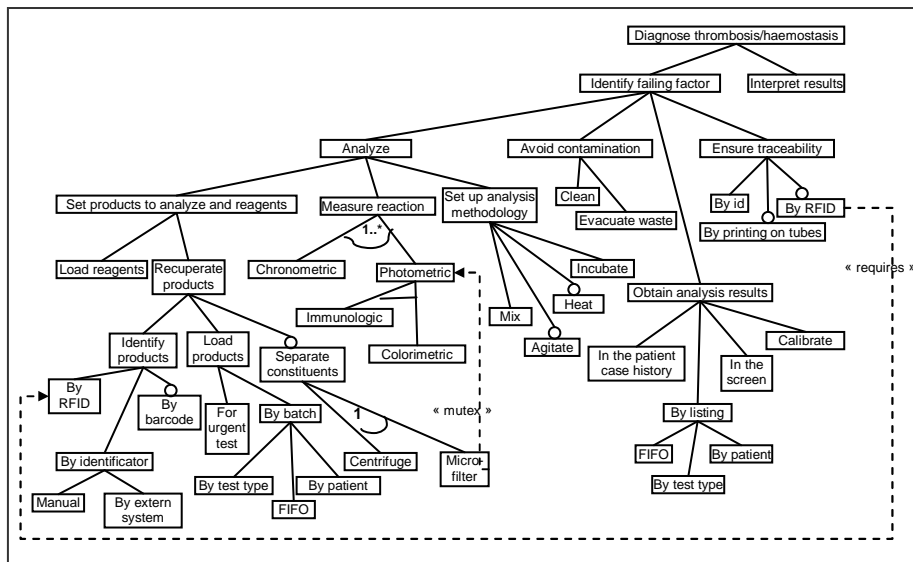 Diagnose thrombosis/haemostasis
Identify failing factor
Interpret results
Analyze
Avoid contamination
Ensure traceability
Clean
Evacuate waste
By id
By RFID
By printing on tubes
Set products to analyze and reagents
Measure reaction
Set up analysis
methodology
1..*
Load reagents
Recuperate
products
Chronometric
Photometric
Incubate
Heat
Mix
Agitate
« requires »
Obtain analysis results
Immunologic
Colorimetric
Identify
products
Load
products
Separate
constituents
In the patient
case history
In the
screen
Calibrate
By
RFID
By
barcode
For
urgent
test
By batch
1
« mutex »
By listing
By identificator
Centrifuge
Micro-
filter
FIFO
By patient
By test type
Manual
By extern
system
By test type
FIFO
By patient